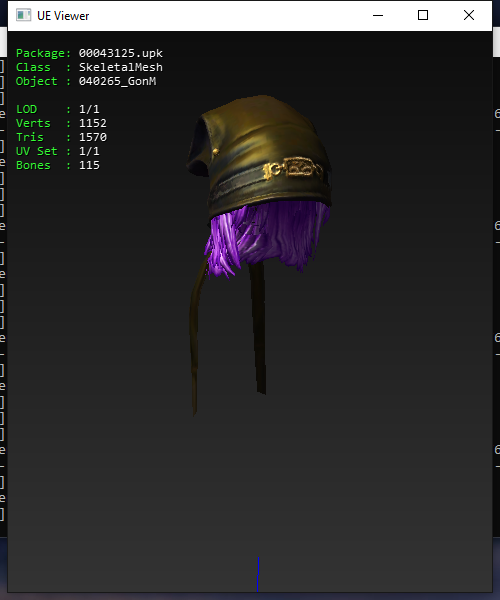 UE Viewer
Package: 00043125.upk
Class  : SkeletalMesh
Object : 040265_GonM
LOD    : 1/1
Verts  : 1152
Tris   : 1570
UV Set : 1/1
Bones  : 115